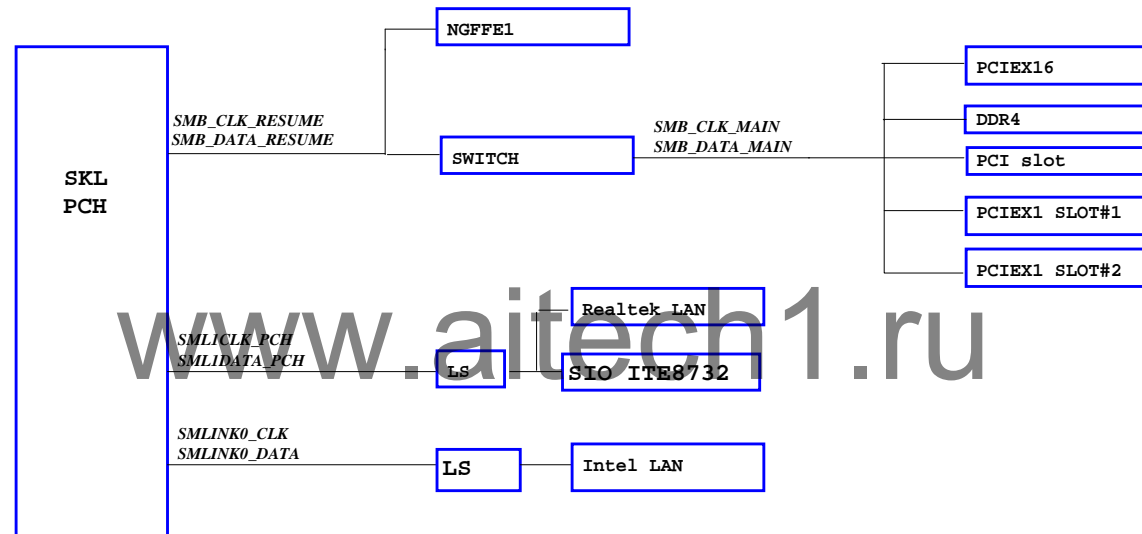 NGFFE1
SMB_CLK_RESUME
SMB_DATA_RESUME
SWITCH
SMB_CLK_MAIN
SMB_DATA_MAIN
PCIEX16
DDR4
PCI slot
PCIEX1 SLOT#1
PCIEX1 SLOT#2
SKL
PCH
Realtek LAN
www.aitech1.ru
SML1CLK_PCH
SML1DATA_PCH
LS
SIO ITE8732
SMLINK0_CLK
SMLINK0_DATA
LS
Intel LAN